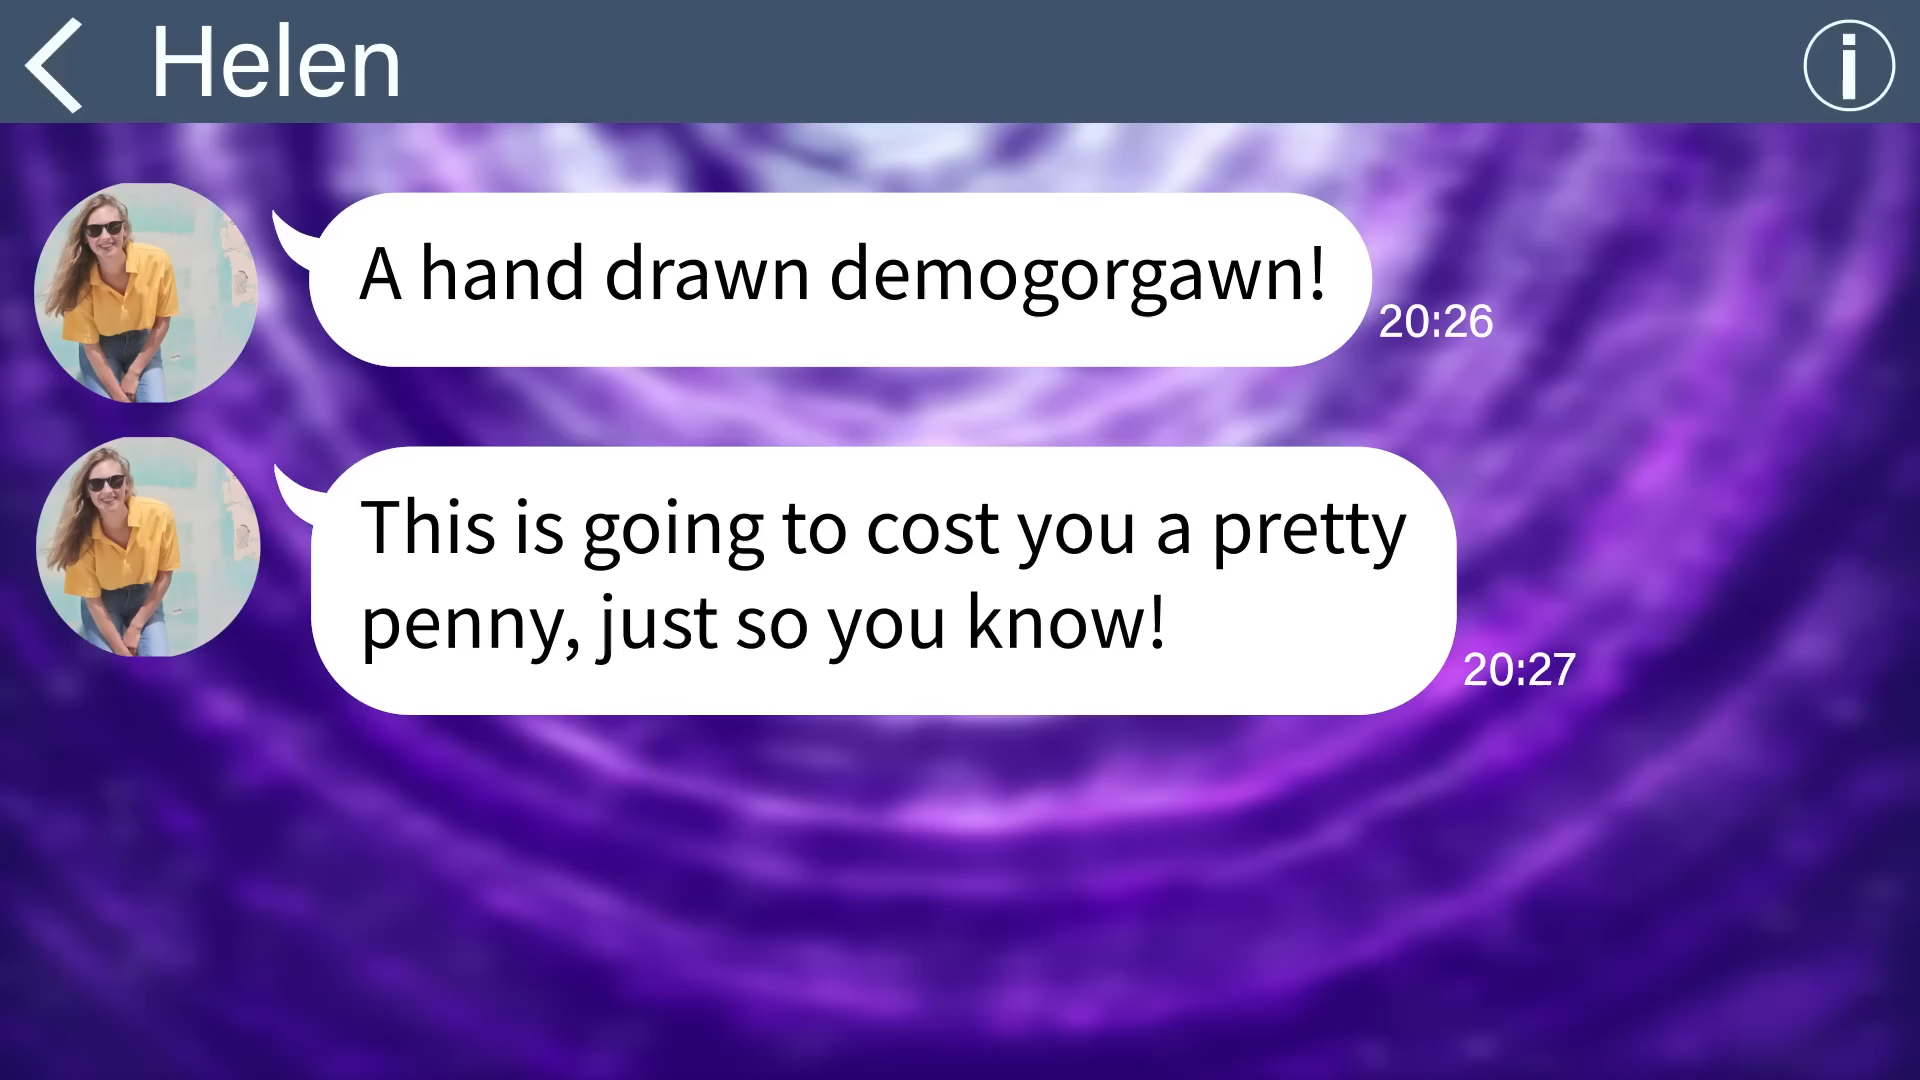 Helen
A hand drawn demogorgawn!
20:26
This is going to cost you a pretty
penny, just so you know!
20:27